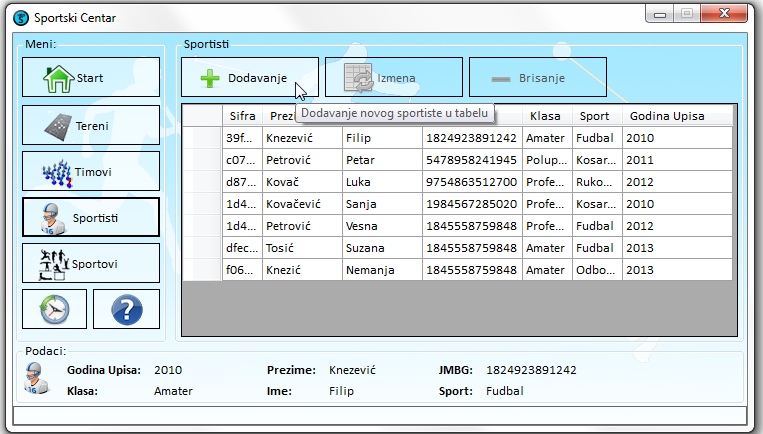 Sportski Centar
Meni:
Start
Tereni
Timovi
Sportisti
Sportovi
Sportisti
Dodavanje Izmena Brisanje
Dodavanje novog sportiste u tabelu
Sifra Prez Klasa Sport Godina Upisa
39f... Knezević Filip 1824923891242 Amater Fudbal 2010
c07... Petrović Petar 5478958241945 Polup... Kosar... 2011
d87... Kovač Luka 9754863512700 Profe... Ruko... 2012
1d4... Kovačević Sanja 1984567285020 Profe... Kosar... 2010
1d4... Petrović Vesna 1845558759848 Profe... Fudbal 2012
dfec... Tosić Suzana 1845558759848 Amater Fudbal 2013
f06... Knezić Nemanja 1845558759848 Amater Odbo... 2013
Podaci:
Godina Upisa: 2010 Prezime: Knezević JMBG: 1824923891242
Klasa: Amater Ime: Filip Sport: Fudbal